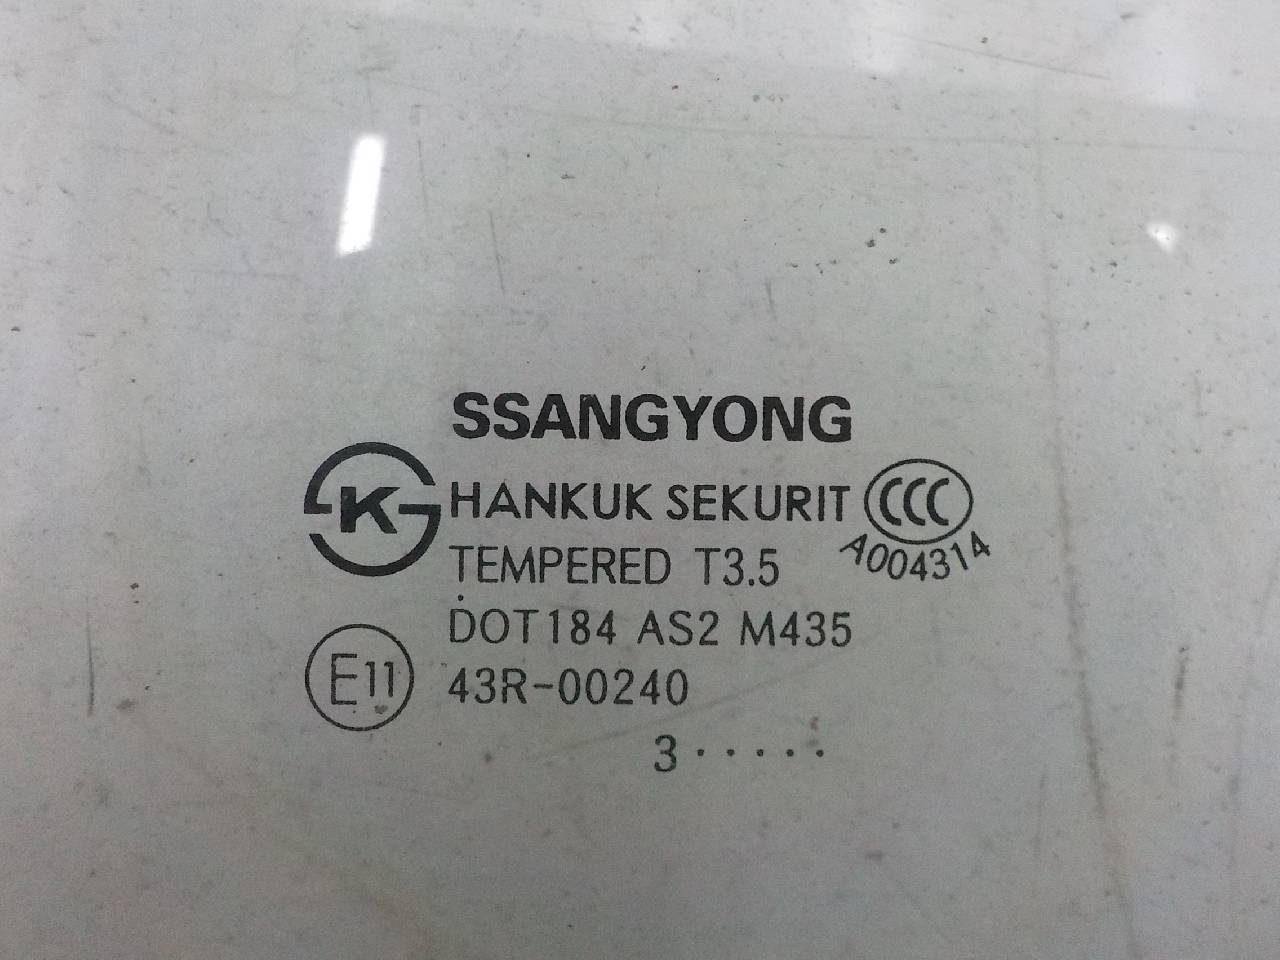 SSANGYONG
K HANKUK SEKURIT CCC
A004314
TEMPERED T3.5
DOT184 AS2 M435
E11 43R-00240
3 · · · · ·